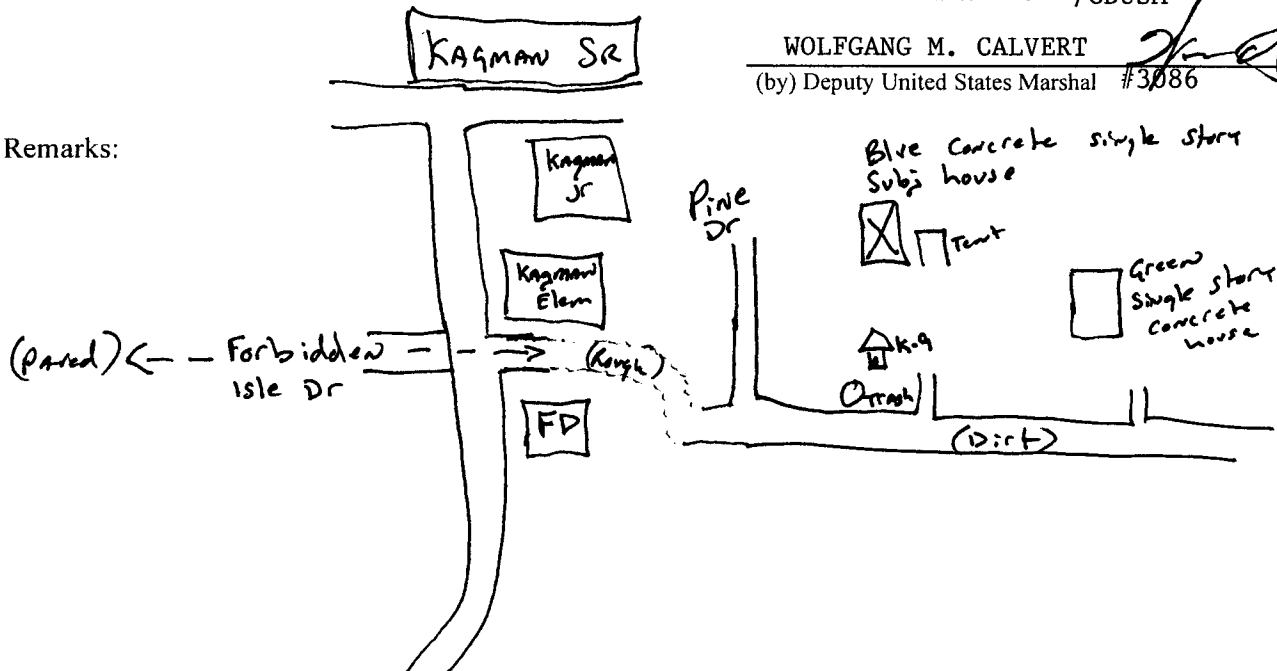 /CDUSM
WOLFGANG M. CALVERT
(by) Deputy United States Marshal #3086
Remarks:
KAGMAN SR
Kagman
jr
Kagman
Elem
FD
(paved) <- - Forbidden - - ->
Isle Dr
(Rough)
Pine
Dr
Blue Concrete single story
Subj house
X
Tent
Green
Single story
concrete
house
K-9
Trash
(Dirt)